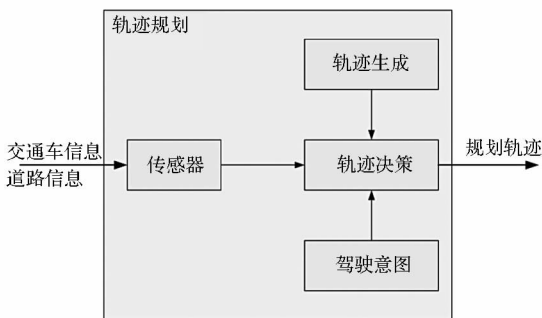 轨迹规划
轨迹生成
交通车信息
道路信息
传感器
轨迹决策
规划轨迹
驾驶意图